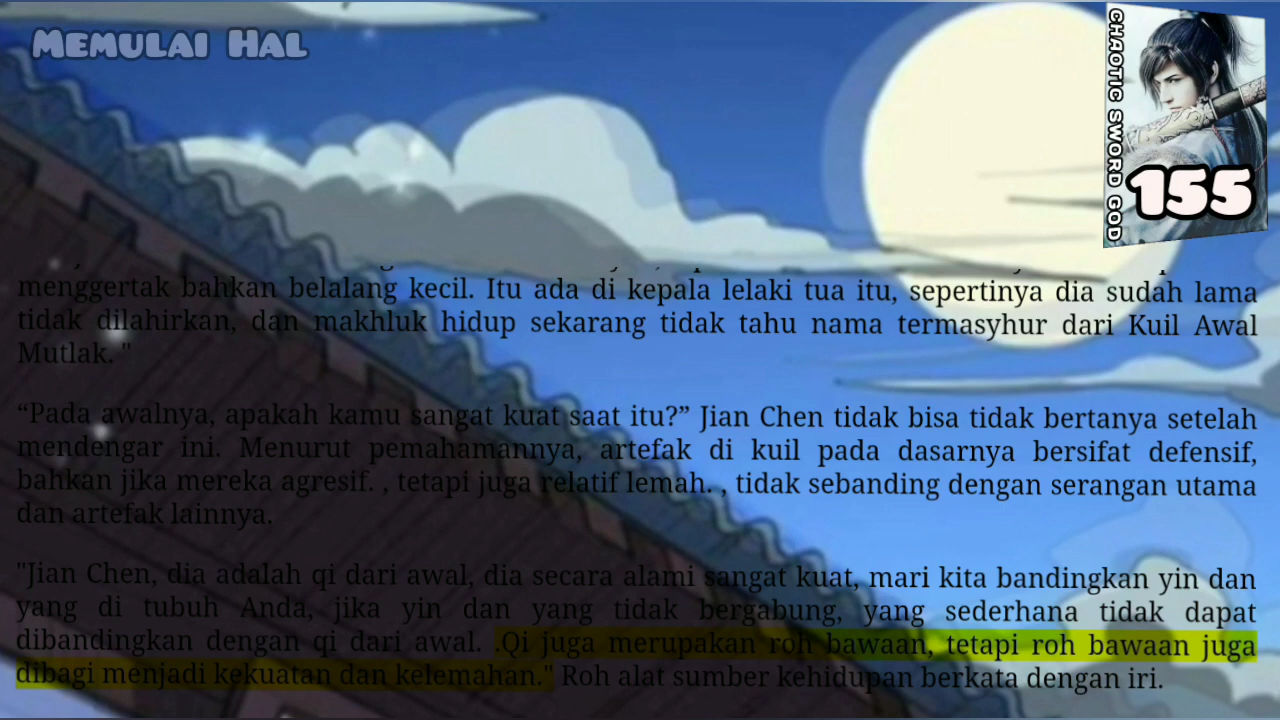 Memulai Hal
CHAOTIC SWORD GOD
155
menggertak bahkan belalang kecil. Itu ada di kepala lelaki tua itu, sepertinya dia sudah lama
tidak dilahirkan, dan makhluk hidup sekarang tidak tahu nama termasyhur dari Kuil Awal
Mutlak. "
“Pada awalnya, apakah kamu sangat kuat saat itu?” Jian Chen tidak bisa tidak bertanya setelah
mendengar ini. Menurut pemahamannya, artefak di kuil pada dasarnya bersifat defensif,
bahkan jika mereka agresif. , tetapi juga relatif lemah. , tidak sebanding dengan serangan utama
dan artefak lainnya.
"Jian Chen, dia adalah qi dari awal, dia secara alami sangat kuat, mari kita bandingkan yin dan
yang di tubuh Anda, jika yin dan yang tidak bergabung, yang sederhana tidak dapat
dibandingkan dengan qi dari awal. .Qi juga merupakan roh bawaan, tetapi roh bawaan juga
dibagi menjadi kekuatan dan kelemahan." Roh alat sumber kehidupan berkata dengan iri.